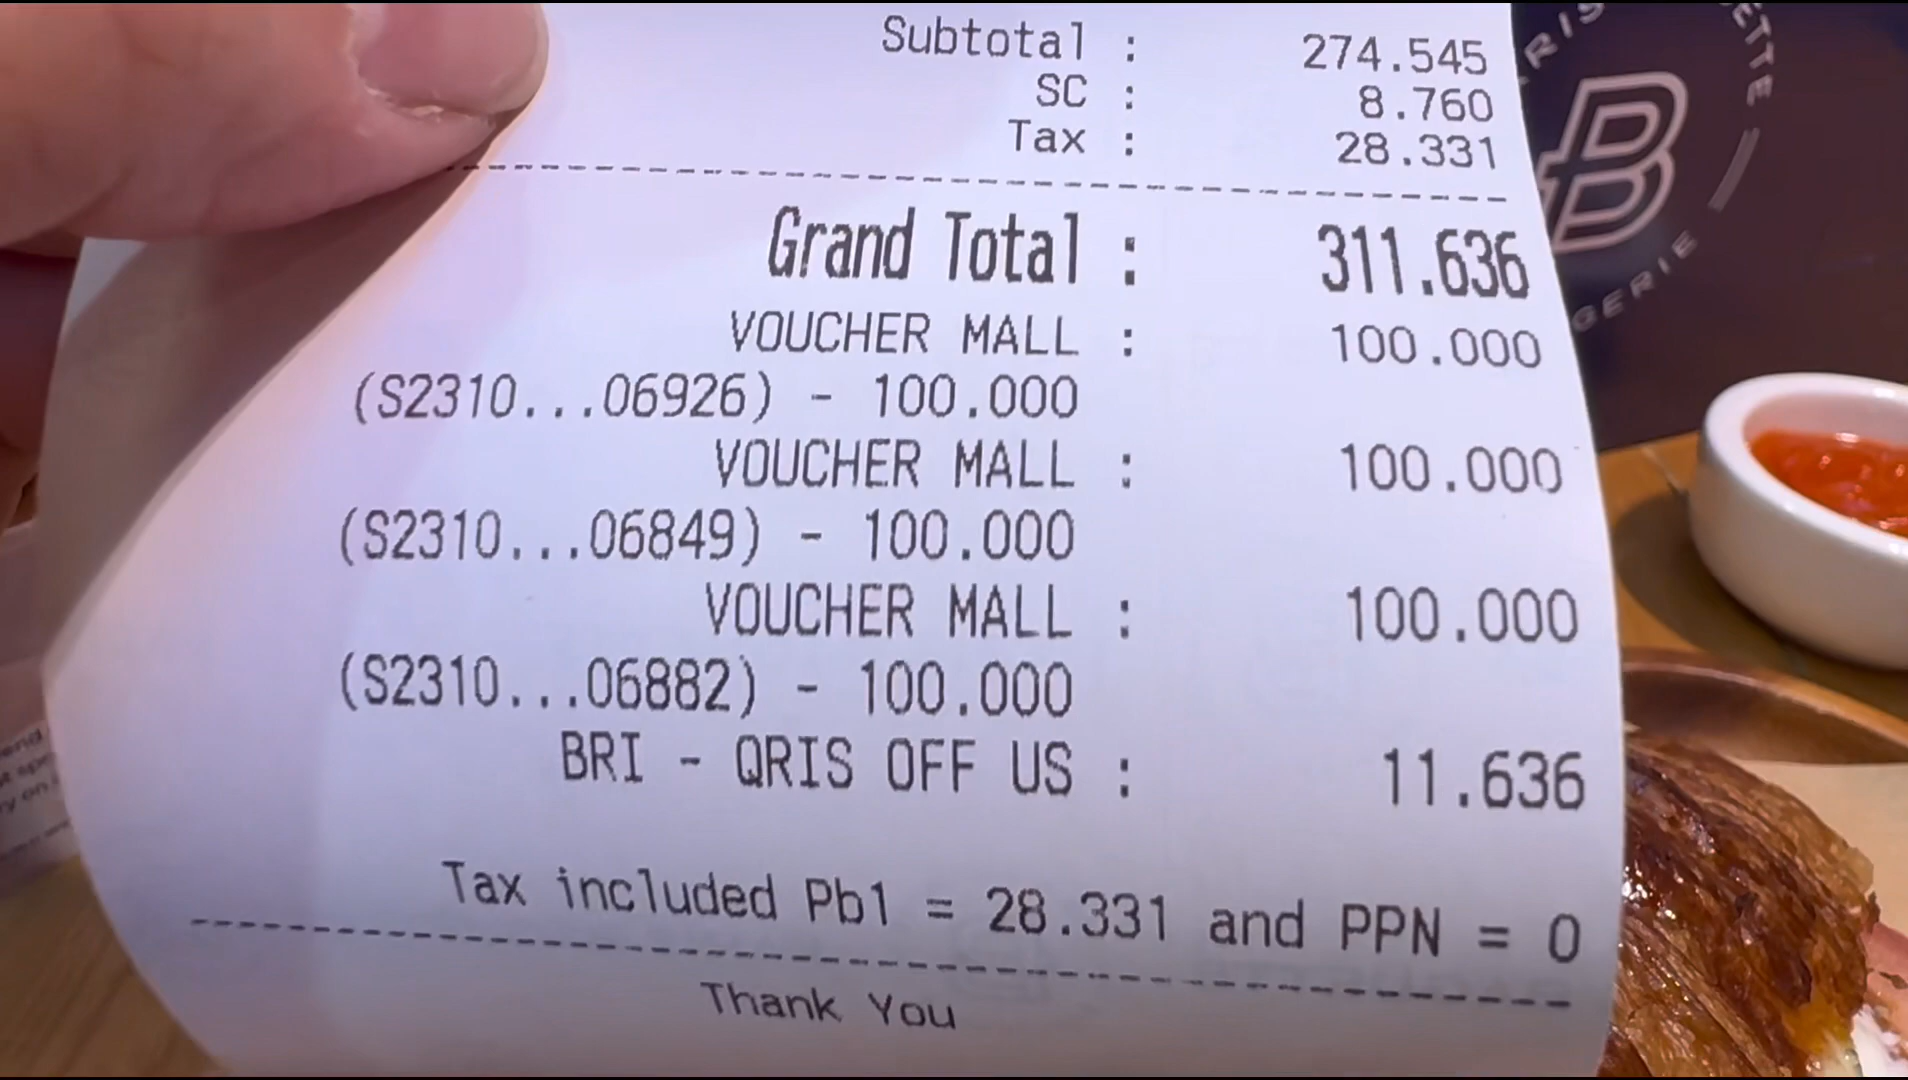 Subtotal : 274.545
SC : 8.760
Tax : 28.331
Grand Total : 311.636
VOUCHER MALL : 100.000
(S2310...06926) - 100.000
VOUCHER MALL : 100.000
(S2310...06849) - 100.000
VOUCHER MALL : 100.000
(S2310...06882) - 100.000
BRI - QRIS OFF US : 11.636
Tax included Pb1 = 28.331 and PPN = 0
Thank You
B